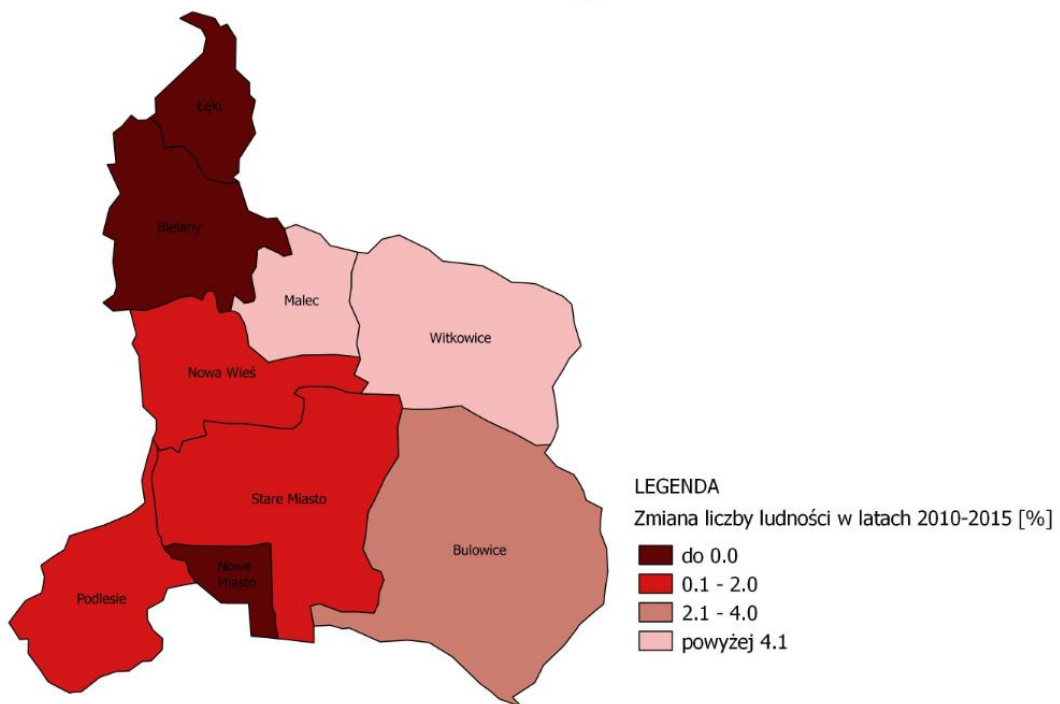 Łęki
Bielany
Malec
Witkowice
Nowa Wieś
Stare Miasto
Bulowice
Nowe
Miasto
Podlesie
LEGENDA
Zmiana liczby ludności w latach 2010-2015 [%]
do 0.0
0.1 - 2.0
2.1 - 4.0
powyżej 4.1